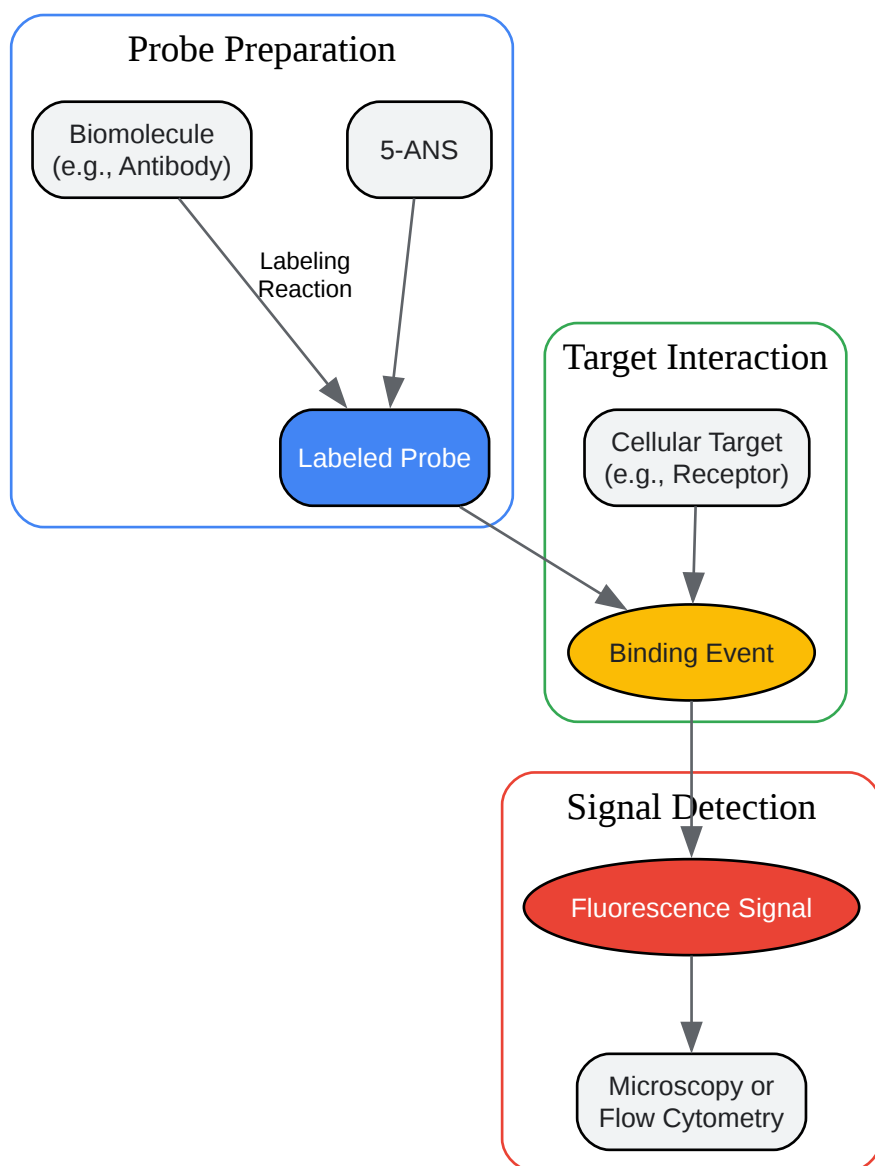 Probe Preparation
Biomolecule
(e.g., Antibody)
5-ANS
Labeling
Reaction
Labeled Probe
Target Interaction
Cellular Target
(e.g., Receptor)
Binding Event
Signal Detection
Fluorescence Signal
Microscopy or
Flow Cytometry